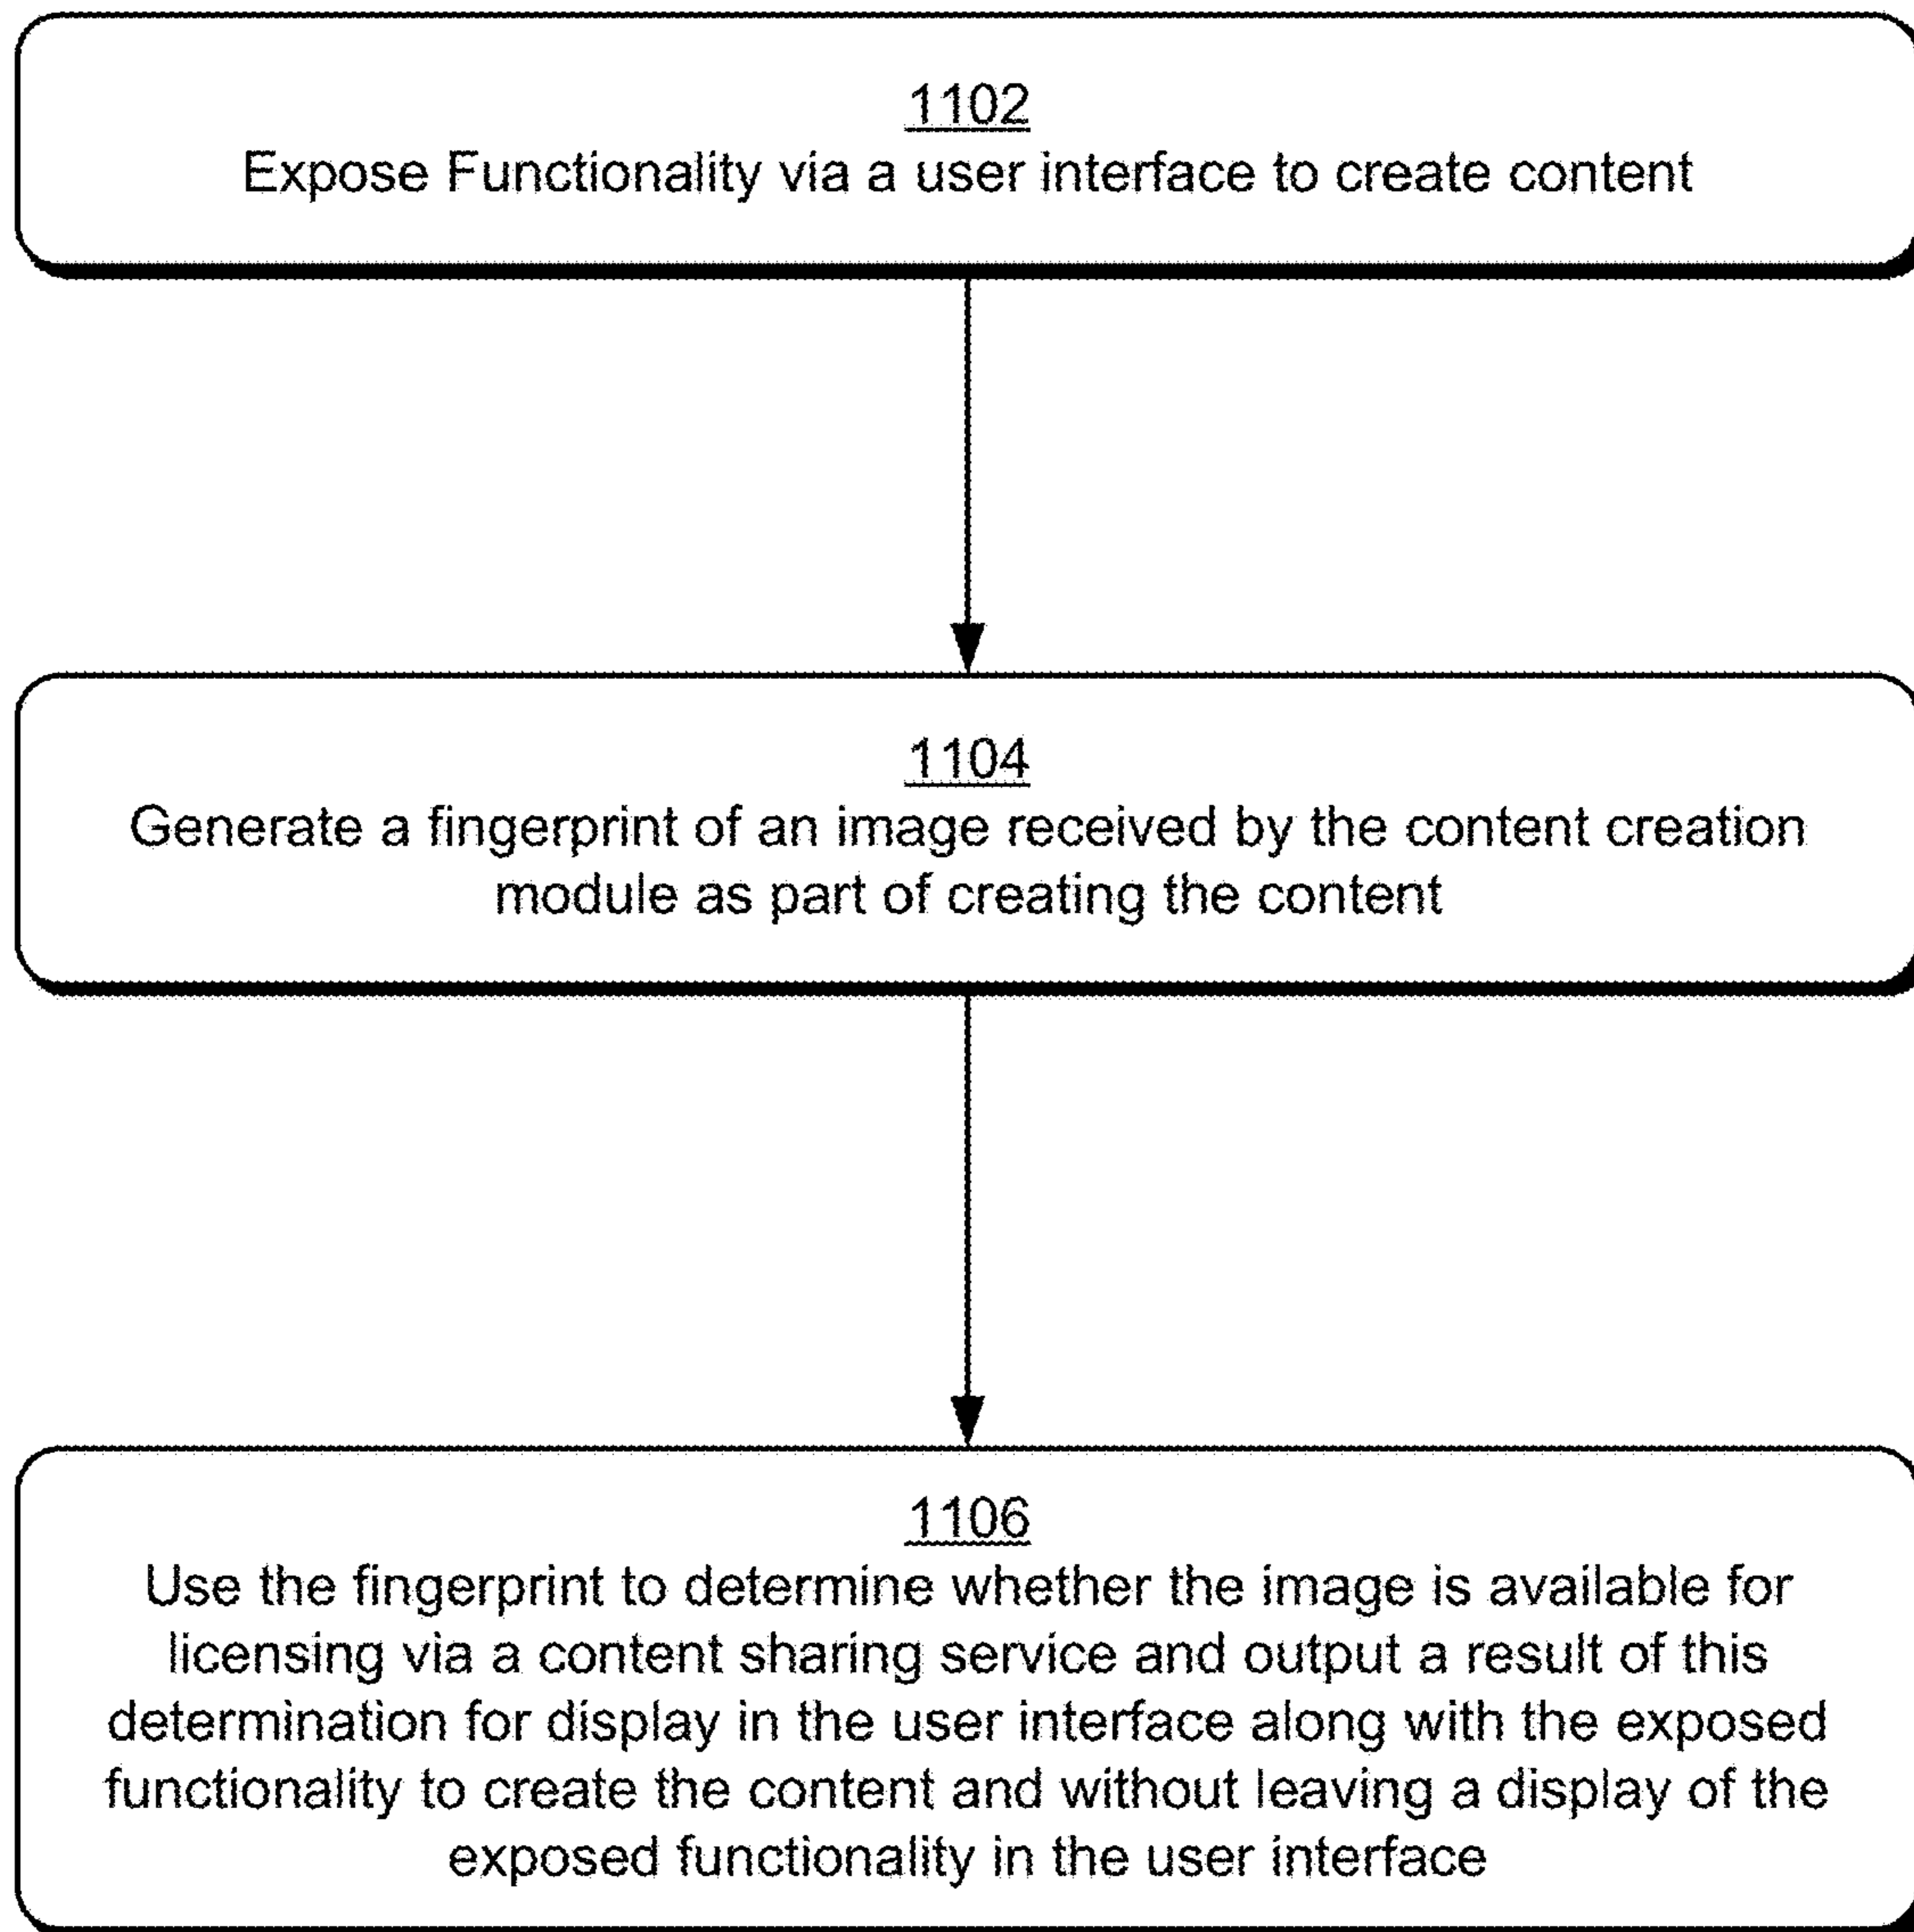 1102
Expose Functionality via a user interface to create content
1104
Generate a fingerprint of an image received by the content creation
module as part of creating the content
1106
Use the fingerprint to determine whether the image is available for
licensing via a content sharing service and output a result of this
determination for display in the user interface along with the exposed
functionality to create the content and without leaving a display of the
exposed functionality in the user interface